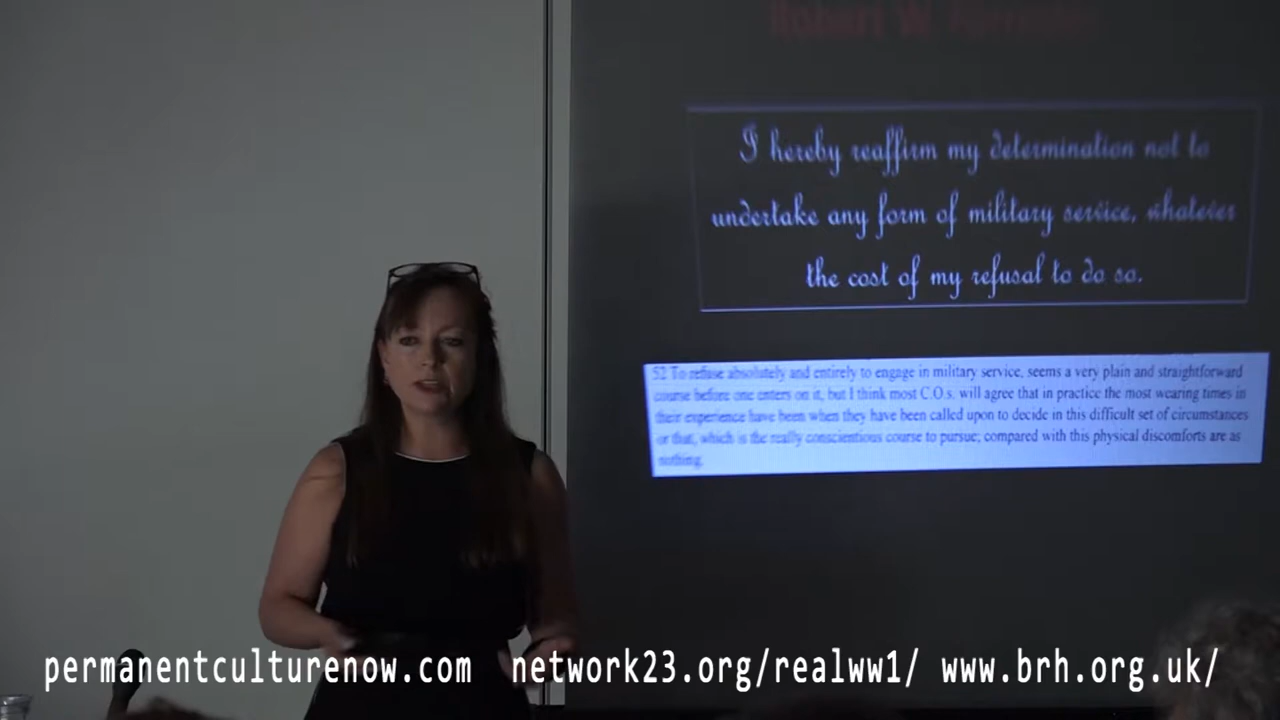 Robert W.
I hereby reaffirm my determination not to
undertake any form of military service, whatever
the cost of my refusal to do so.
52 To refuse absolutely and entirely to engage in military service, seems a very plain and straightforward
course before one enters on it, but I think most C.O.s. will agree that in practice the most wearing times in
their experience have been when they have been called upon to decide in this difficult set of circumstances
or that, which is the really conscientious course to pursue; compared with this physical discomforts are as
nothing.
permanentculturenow.com network23.org/realww1/ www.brh.org.uk/